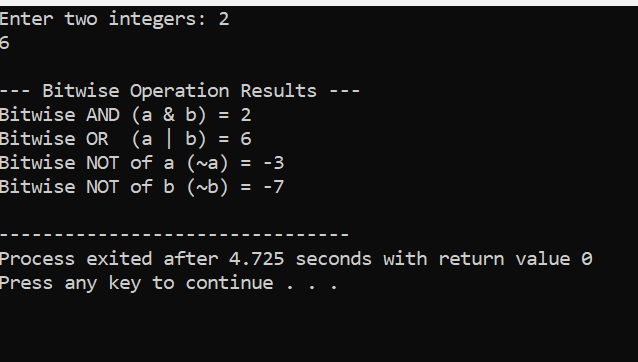 Enter two integers: 2
6
--- Bitwise Operation Results ---
Bitwise AND (a & b) = 2
Bitwise OR  (a | b) = 6
Bitwise NOT of a (~a) = -3
Bitwise NOT of b (~b) = -7
--------------------------------
Process exited after 4.725 seconds with return value 0
Press any key to continue . . .